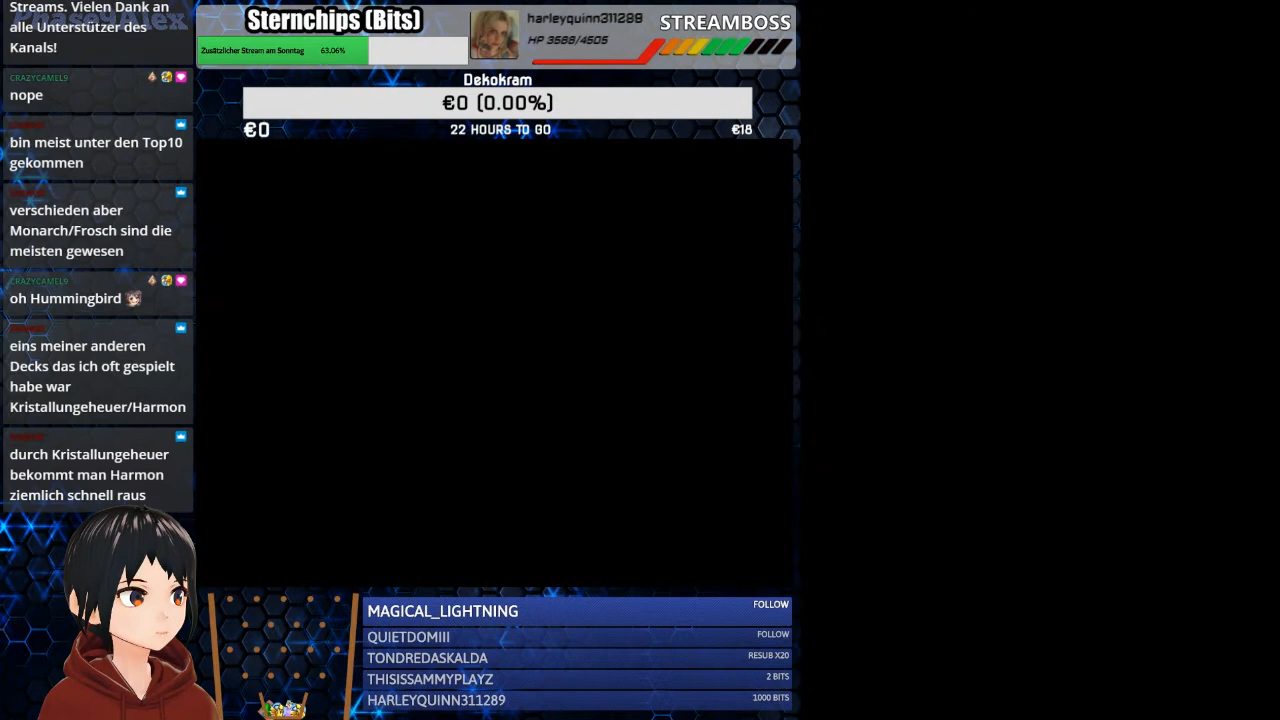 Streams. Vielen Dank an
alle Unterstützer des
Kanals!
CRAZYCAMEL9
nope
bin meist unter den Top10
gekommen
verschieden aber
Monarch/Frosch sind die
meisten gewesen
CRAZYCAMEL9
oh Hummingbird
eins meiner anderen
Decks das ich oft gespielt
habe war
Kristallungeheuer/Harmon
durch Kristallungeheuer
bekommt man Harmon
ziemlich schnell raus
Sternchips (Bits)
Zusätzlicher Stream am Sonntag 63.06%
harleyquinn311289
STREAMBOSS
HP 3588/4505
Dekokram
€0 (0.00%)
€0 22 HOURS TO GO €18
MAGICAL_LIGHTNING FOLLOW
QUIETDOMIII FOLLOW
TONDREDASKALDA RESUB X20
THISISSAMMYPLAYZ 2 BITS
HARLEYQUINN311289 1000 BITS